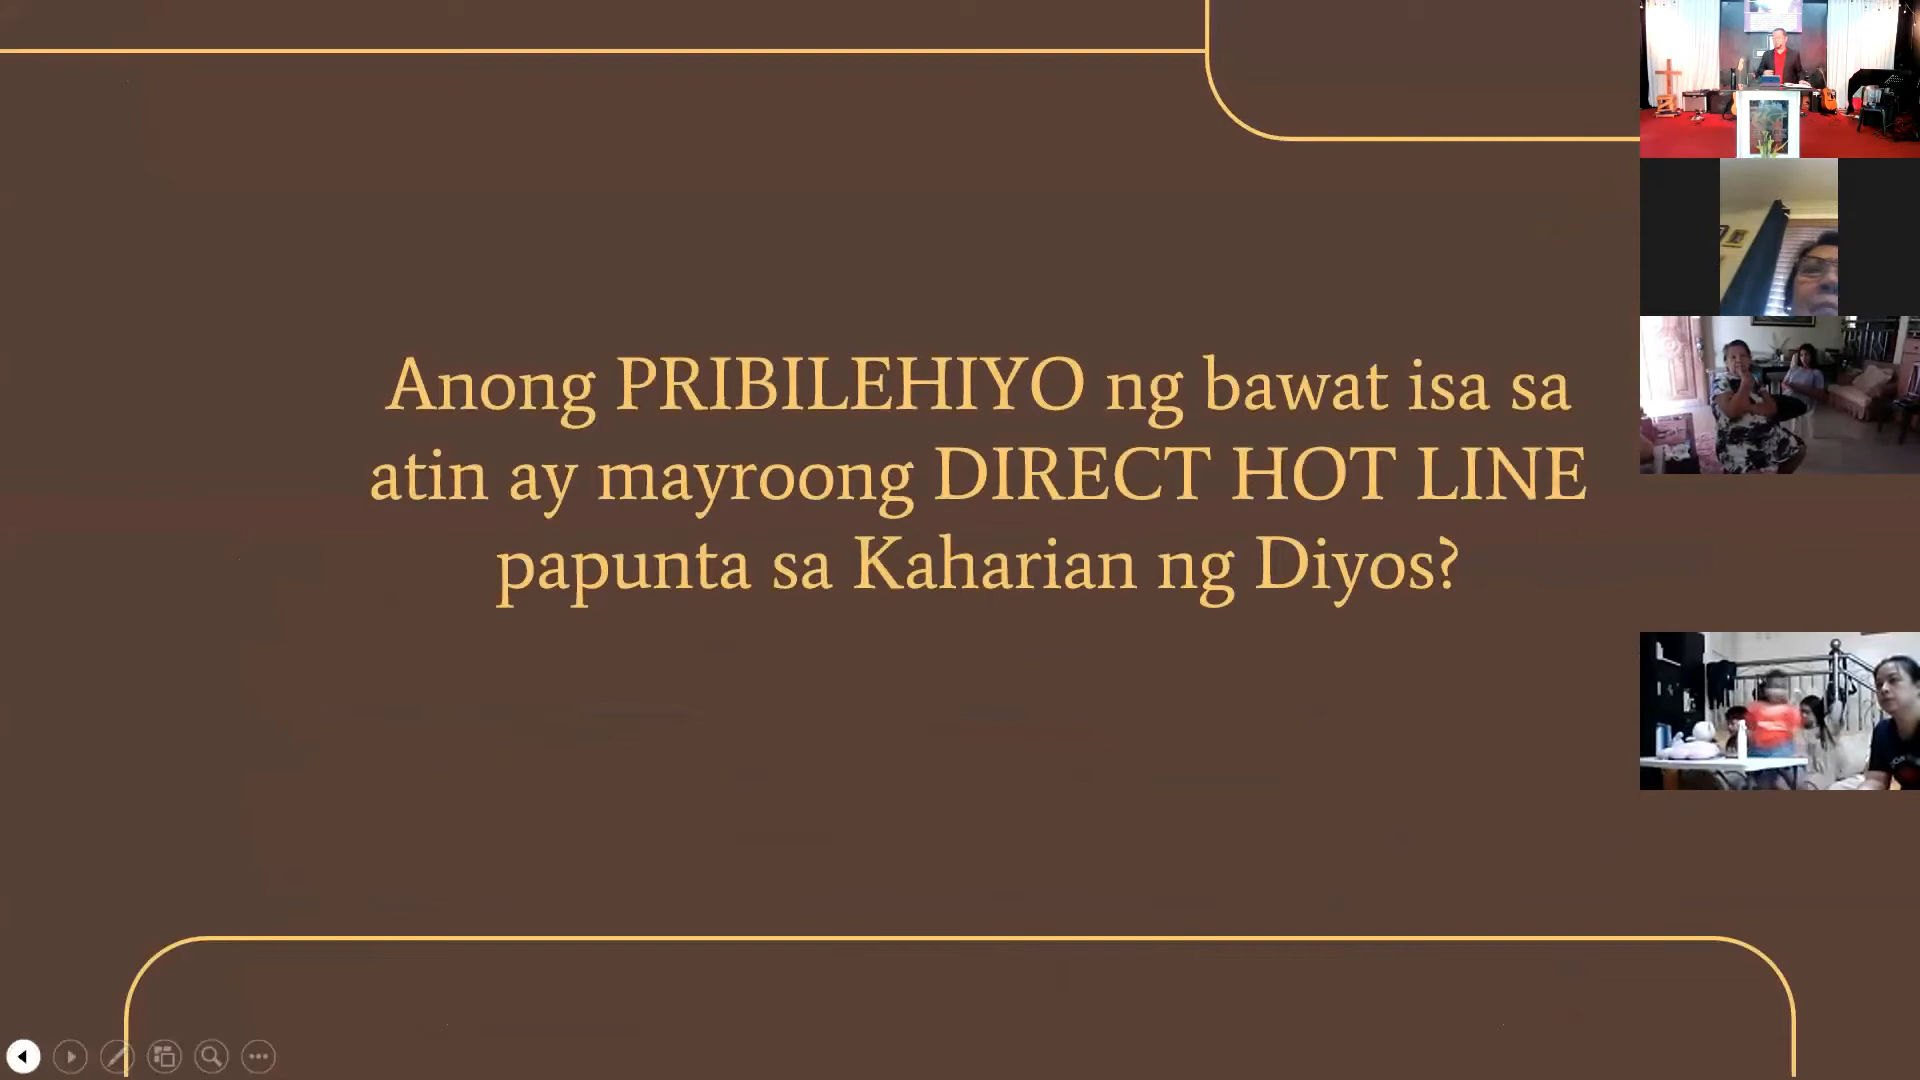 Anong PRIBILEHIYO ng bawat isa sa
atin ay mayroong DIRECT HOT LINE
papunta sa Kaharian ng Diyos?